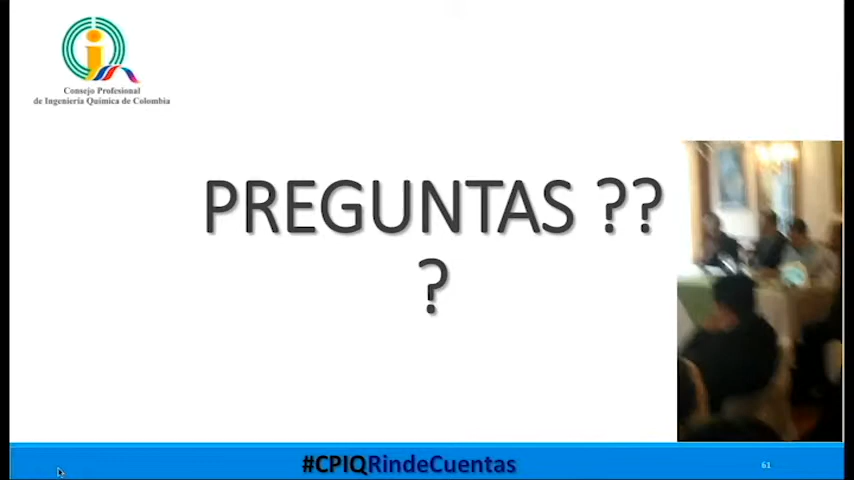 Consejo Profesional
de Ingeniería Química de Colombia
PREGUNTAS ??
?
#CPIQRindeCuentas
61